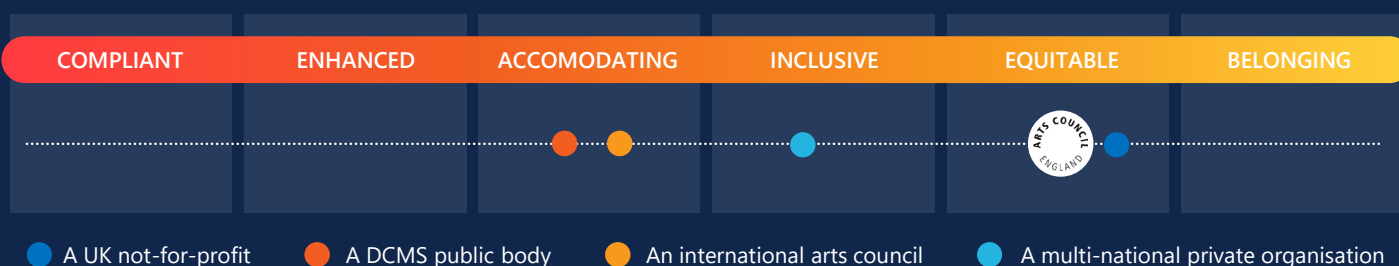 COMPLIANT ENHANCED ACCOMODATING INCLUSIVE EQUITABLE BELONGING
ARTS COUNCIL
ENGLAND
A UK not-for-profit A DCMS public body An international arts council A multi-national private organisation